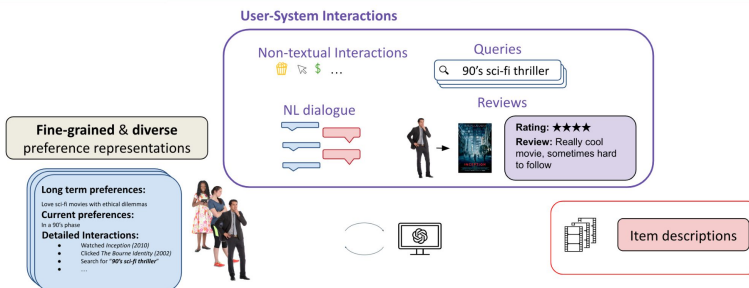 User-System Interactions
Non-textual Interactions
$ ...
Queries
90's sci-fi thriller
NL dialogue
Reviews
Rating: ★★★★
Review: Really cool
movie, sometimes hard
to follow
INCEPTION
Fine-grained & diverse
preference representations
Long term preferences:
Love sci-fi movies with ethical dilemmas
Current preferences:
In a 90's phase
Detailed Interactions:
● Watched Inception (2010)
● Clicked The Bourne Identity (2002)
● Search for "90's sci-fi thriller"
● ...
Item descriptions